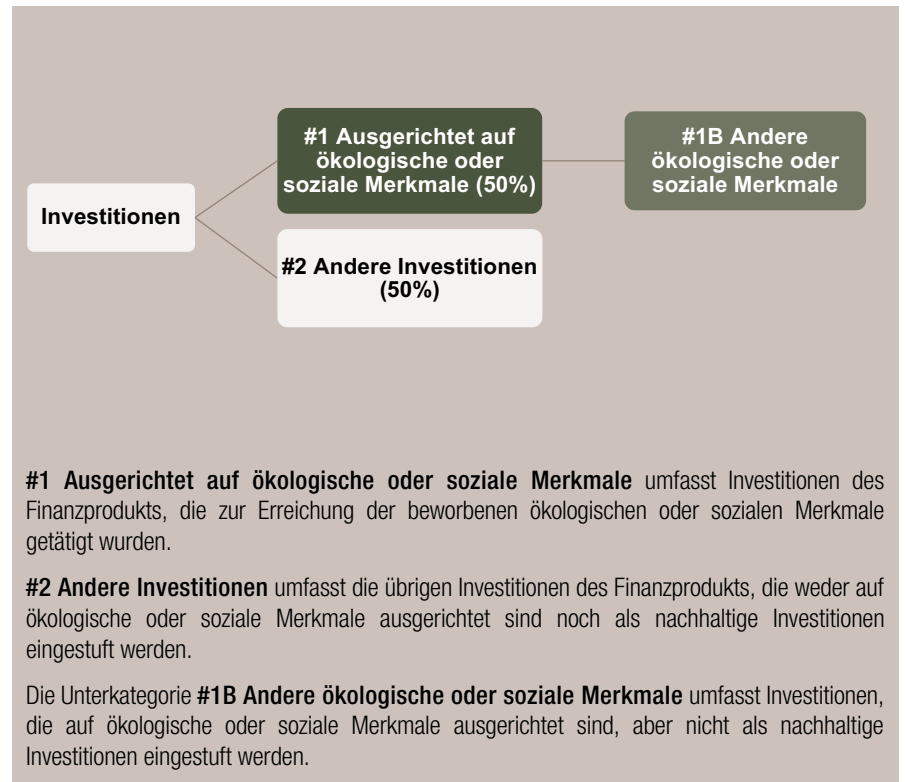 #1 Ausgerichtet auf
ökologische oder
soziale Merkmale (50%)
#1B Andere
ökologische oder
soziale Merkmale
Investitionen
#2 Andere Investitionen
(50%)
#1 Ausgerichtet auf ökologische oder soziale Merkmale umfasst Investitionen des
Finanzprodukts, die zur Erreichung der beworbenen ökologischen oder sozialen Merkmale
getätigt wurden.
#2 Andere Investitionen umfasst die übrigen Investitionen des Finanzprodukts, die weder auf
ökologische oder soziale Merkmale ausgerichtet sind noch als nachhaltige Investitionen
eingestuft werden.
Die Unterkategorie #1B Andere ökologische oder soziale Merkmale umfasst Investitionen,
die auf ökologische oder soziale Merkmale ausgerichtet sind, aber nicht als nachhaltige
Investitionen eingestuft werden.